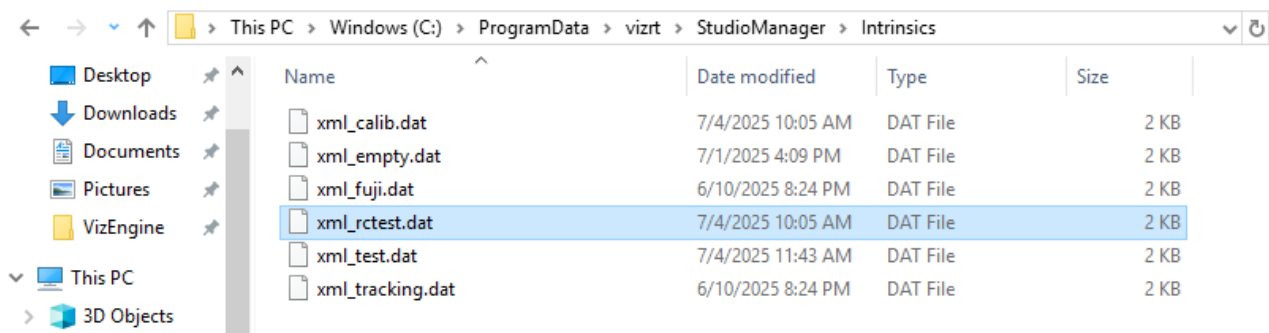 This PC > Windows (C:) > ProgramData > vizrt > StudioManager > Intrinsics
Desktop
Downloads
Documents
Pictures
VizEngine
This PC
3D Objects
Name Date modified Type Size
xml_calib.dat 7/4/2025 10:05 AM DAT File 2 KB
xml_empty.dat 7/1/2025 4:09 PM DAT File 2 KB
xml_fuji.dat 6/10/2025 8:24 PM DAT File 2 KB
xml_rctest.dat 7/4/2025 10:05 AM DAT File 2 KB
xml_test.dat 7/4/2025 11:43 AM DAT File 2 KB
xml_tracking.dat 6/10/2025 8:24 PM DAT File 2 KB